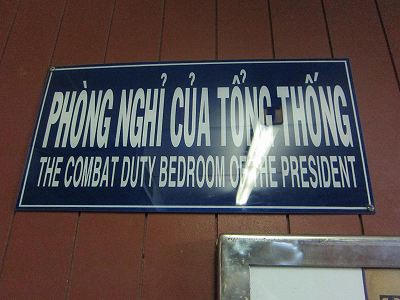 PHÒNG NGHỈ CỦA TỔNG THỐNG
THE COMBAT DUTY BEDROOM OF THE PRESIDENT